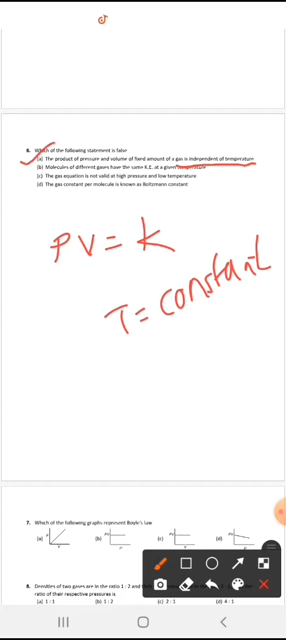 6. Which of the following statement is false
(a) The product of pressure and volume of fixed amount of a gas is independent of temperature
(b) Molecules of different gases have the same K.E. at a given temperature
(c) The gas equation is not valid at high pressure and low temperature
(d) The gas constant per molecule is known as Boltzmann constant
PV = k
T = constant
7. Which of the following graphs represent Boyle's law
(a) (b) (c) (d)
8. Densities of two gases are in the ratio 1 : 2 and their
ratio of their respective pressures is
(a) 1 : 1 (b) 1 : 2 (c) 2 : 1 (d) 4 : 1